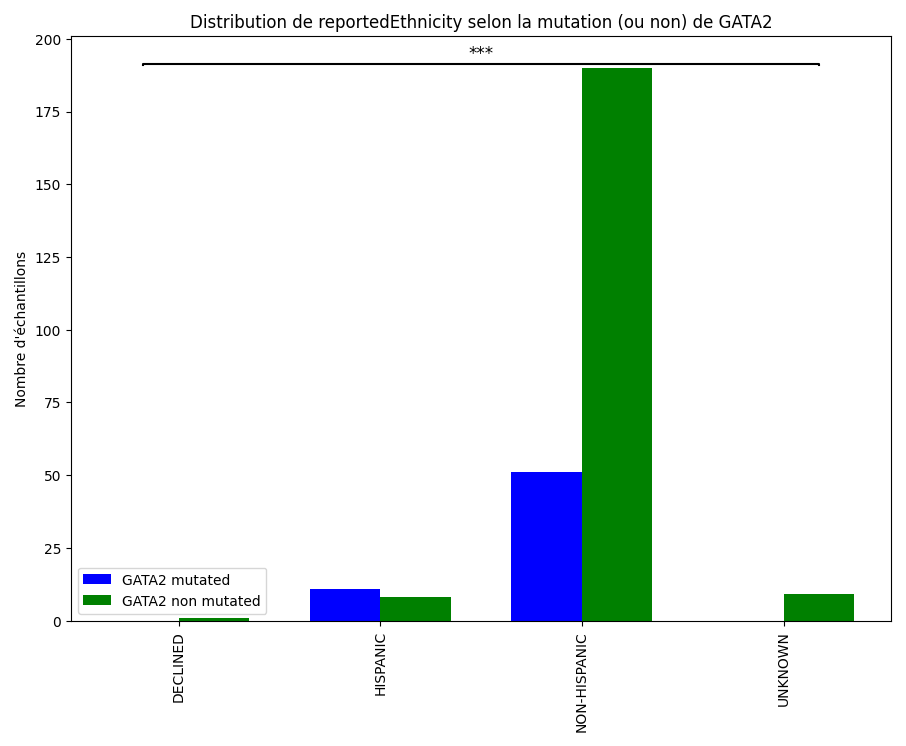 Distribution de reportedEthnicity selon la mutation (ou non) de GATA2
***
200
175
150
125
100
75
50
25
0
Nombre d'échantillons
GATA2 mutated
GATA2 non mutated
DECLINED
HISPANIC
NON-HISPANIC
UNKNOWN